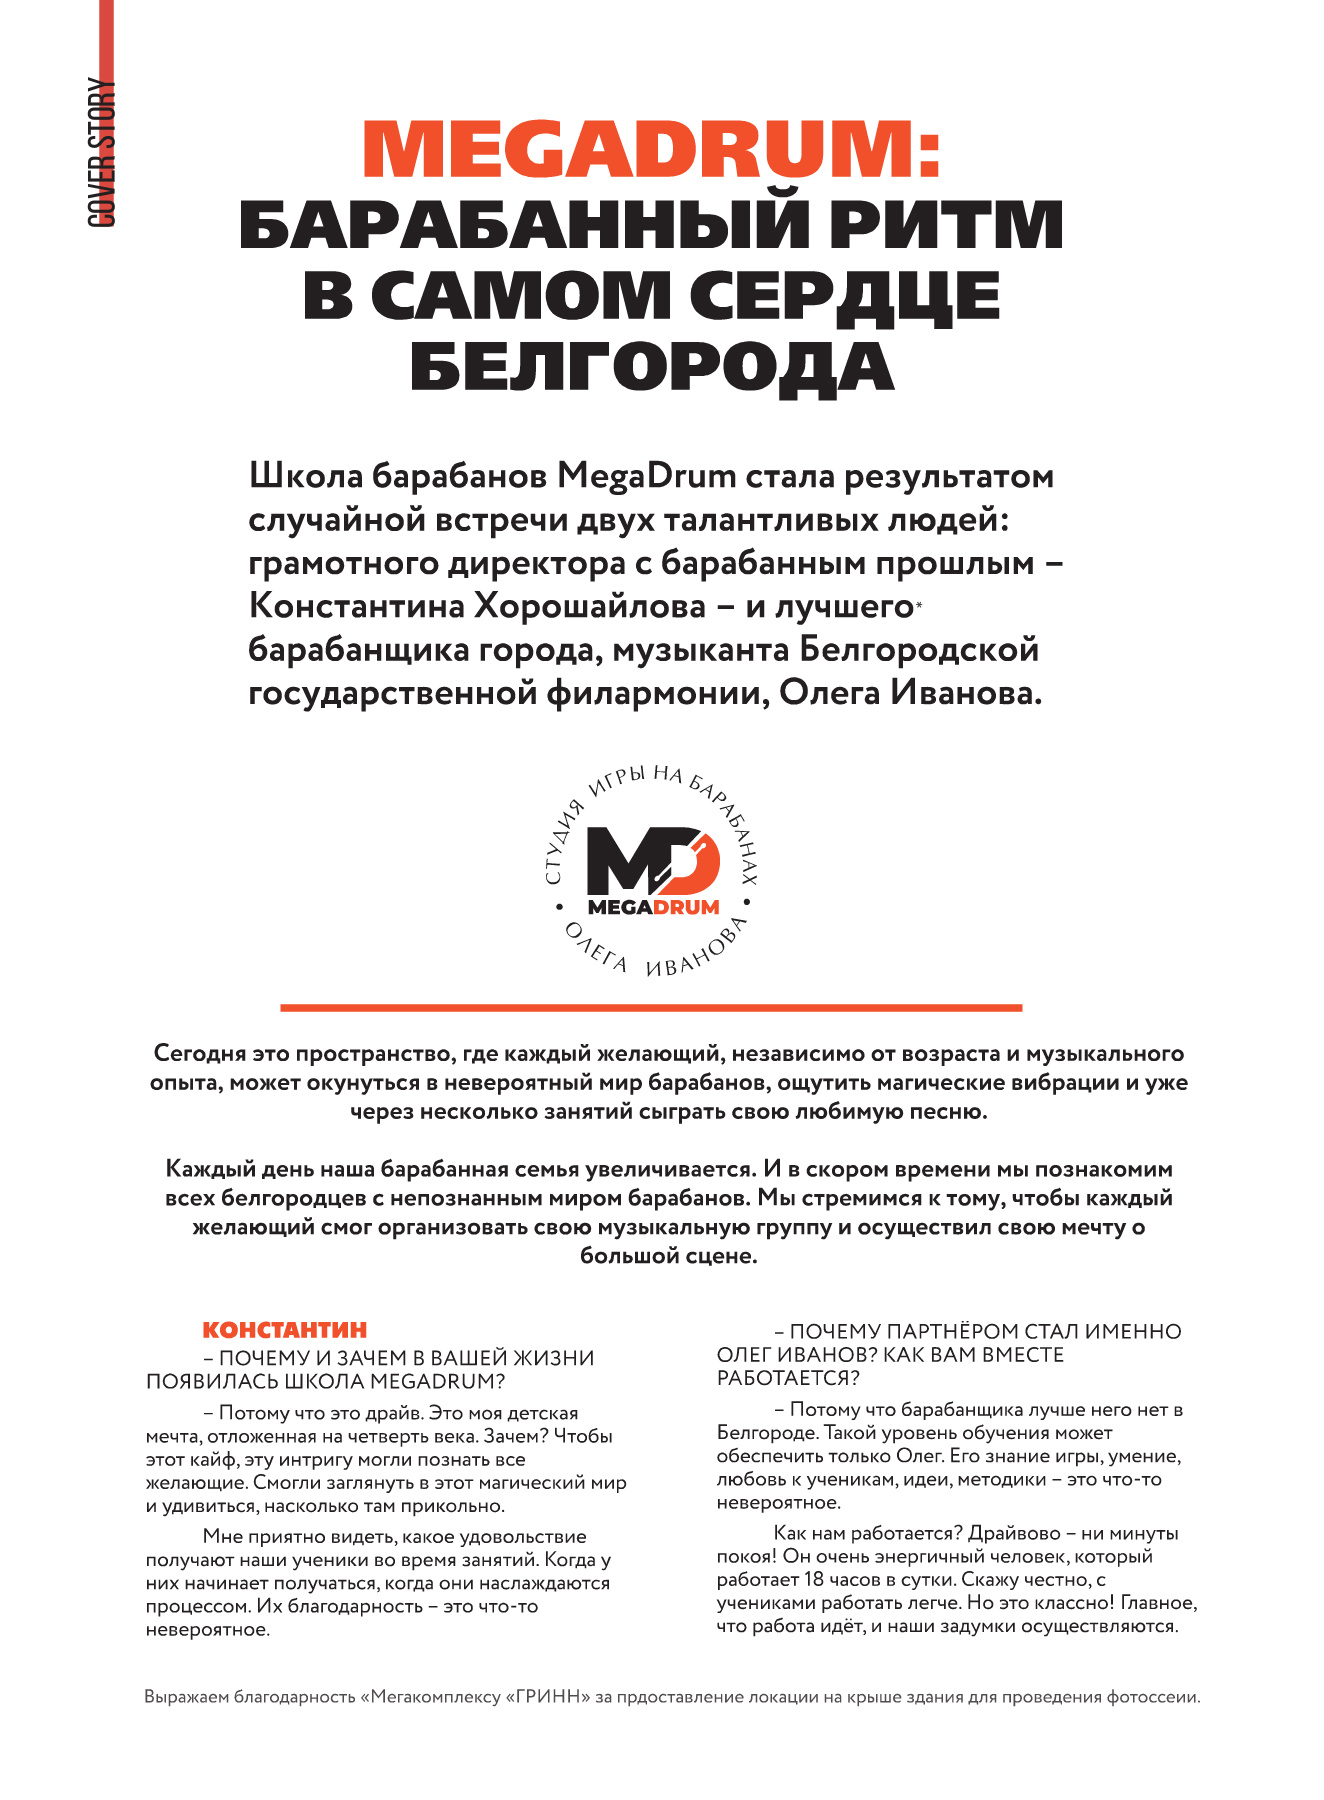 COVER STORY
MEGADRUM:
БАРАБАННЫЙ РИТМ
В САМОМ СЕРДЦЕ
БЕЛГОРОДА
Школа барабанов MegaDrum стала результатом
случайной встречи двух талантливых людей:
грамотного директора с барабанным прошлым –
Константина Хорошайлова – и лучшего*
барабанщика города, музыканта Белгородской
государственной филармонии, Олега Иванова.
СТУДИЯ ИГРЫ НА БАРАБАНАХ
MD
MEGADRUM
• ОЛЕГА ИВАНОВА •
Сегодня это пространство, где каждый желающий, независимо от возраста и музыкального
опыта, может окунуться в невероятный мир барабанов, ощутить магические вибрации и уже
через несколько занятий сыграть свою любимую песню.
Каждый день наша барабанная семья увеличивается. И в скором времени мы познакомим
всех белгородцев с непознанным миром барабанов. Мы стремимся к тому, чтобы каждый
желающий смог организовать свою музыкальную группу и осуществил свою мечту о
большой сцене.
КОНСТАНТИН
– ПОЧЕМУ И ЗАЧЕМ В ВАШЕЙ ЖИЗНИ
ПОЯВИЛАСЬ ШКОЛА MEGADRUM?
– Потому что это драйв. Это моя детская
мечта, отложенная на четверть века. Зачем? Чтобы
этот кайф, эту интригу могли познать все
желающие. Смогли заглянуть в этот магический мир
и удивиться, насколько там прикольно.
Мне приятно видеть, какое удовольствие
получают наши ученики во время занятий. Когда у
них начинает получаться, когда они наслаждаются
процессом. Их благодарность – это что-то
невероятное.
– ПОЧЕМУ ПАРТНЁРОМ СТАЛ ИМЕННО
ОЛЕГ ИВАНОВ? КАК ВАМ ВМЕСТЕ
РАБОТАЕТСЯ?
– Потому что барабанщика лучше него нет в
Белгороде. Такой уровень обучения может
обеспечить только Олег. Его знание игры, умение,
любовь к ученикам, идеи, методики – это что-то
невероятное.
Как нам работается? Драйвово – ни минуты
покоя! Он очень энергичный человек, который
работает 18 часов в сутки. Скажу честно, с
учениками работать легче. Но это классно! Главное,
что работа идёт, и наши задумки осуществляются.
Выражаем благодарность «Мегакомплексу «ГРИНН» за прдоставление локации на крыше здания для проведения фотоссеии.